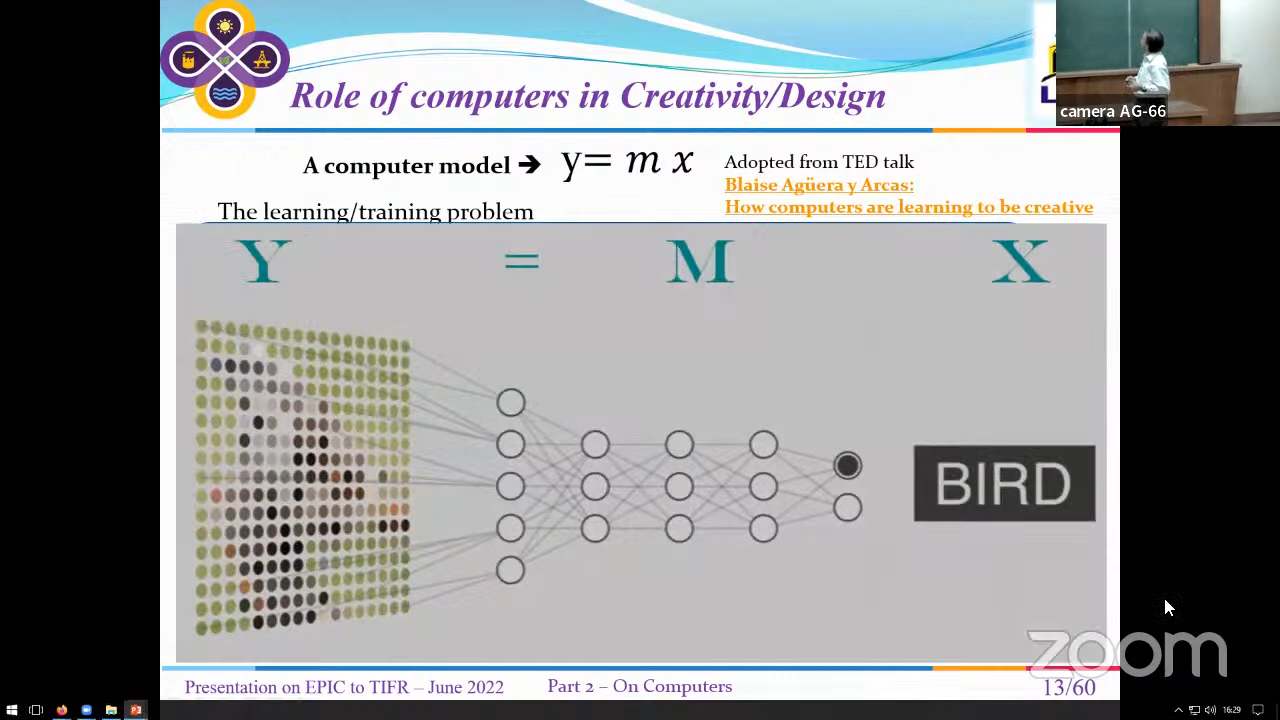 Role of computers in Creativity/Design
camera AG-66
A computer model ➔ y= m x
Adopted from TED talk
Blaise Agüera y Arcas:
How computers are learning to be creative
The learning/training problem
Y = M X
BIRD
zoom
Presentation on EPIC to TIFR – June 2022
Part 2 – On Computers
13/60
16:29